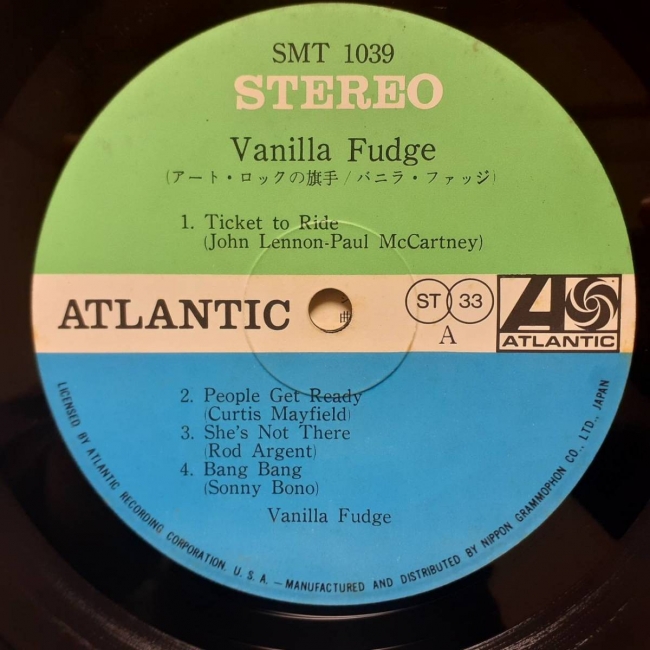 SMT 1039
STEREO
Vanilla Fudge
(アート・ロックの旗手/バニラ・ファッジ)
1. Ticket to Ride
(John Lennon-Paul McCartney)
ATLANTIC
ST 33
A
ATLANTIC
2. People Get Ready
(Curtis Mayfield)
3. She's Not There
(Rod Argent)
4. Bang Bang
(Sonny Bono)
Vanilla Fudge
LICENSED BY ATLANTIC RECORDING CORPORATION. U. S. A. — MANUFACTURED AND DISTRIBUTED BY NIPPON GRAMMOPHON CO., LTD., JAPAN